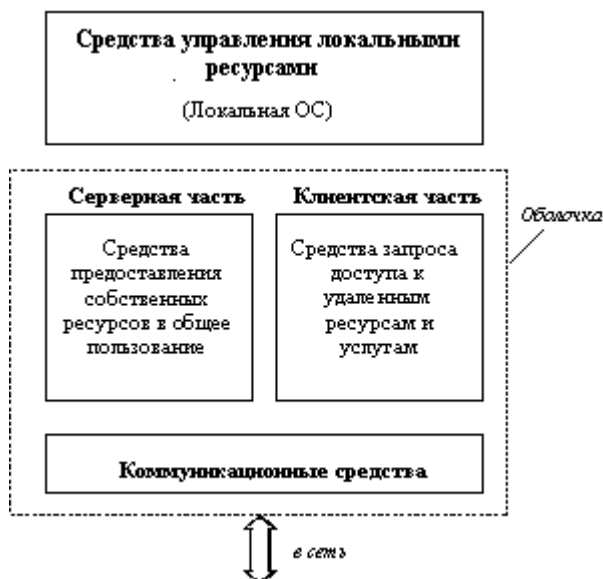 Средства управления локальными
ресурсами
(Локальная ОС)
Серверная часть
Клиентская часть
Оболочка
Средства
предоставления
собственных
ресурсов в общее
пользование
Средства запроса
доступа к
удаленным
ресурсам и
услугам
Коммуникационные средства
в сеть